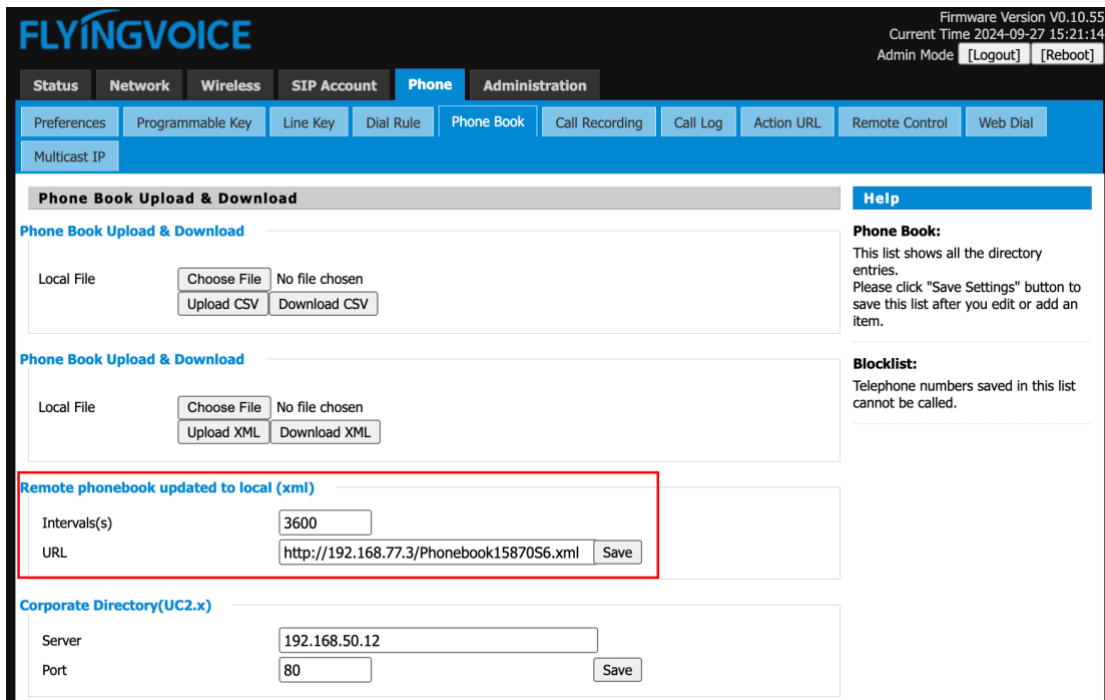 FLYINGVOICE
Firmware Version V0.10.55
Current Time 2024-09-27 15:21:14
Admin Mode [Logout] [Reboot]
Status Network Wireless SIP Account Phone Administration
Preferences Programmable Key Line Key Dial Rule Phone Book Call Recording Call Log Action URL Remote Control Web Dial
Multicast IP
Phone Book Upload & Download
Phone Book Upload & Download
Local File Choose File No file chosen
Upload CSV Download CSV
Phone Book Upload & Download
Local File Choose File No file chosen
Upload XML Download XML
Remote phonebook updated to local (xml)
Intervals(s) 3600
URL http://192.168.77.3/Phonebook15870S6.xml Save
Corporate Directory(UC2.x)
Server 192.168.50.12
Port 80 Save
Help
Phone Book:
This list shows all the directory
entries.
Please click "Save Settings" button to
save this list after you edit or add an
item.
Blocklist:
Telephone numbers saved in this list
cannot be called.